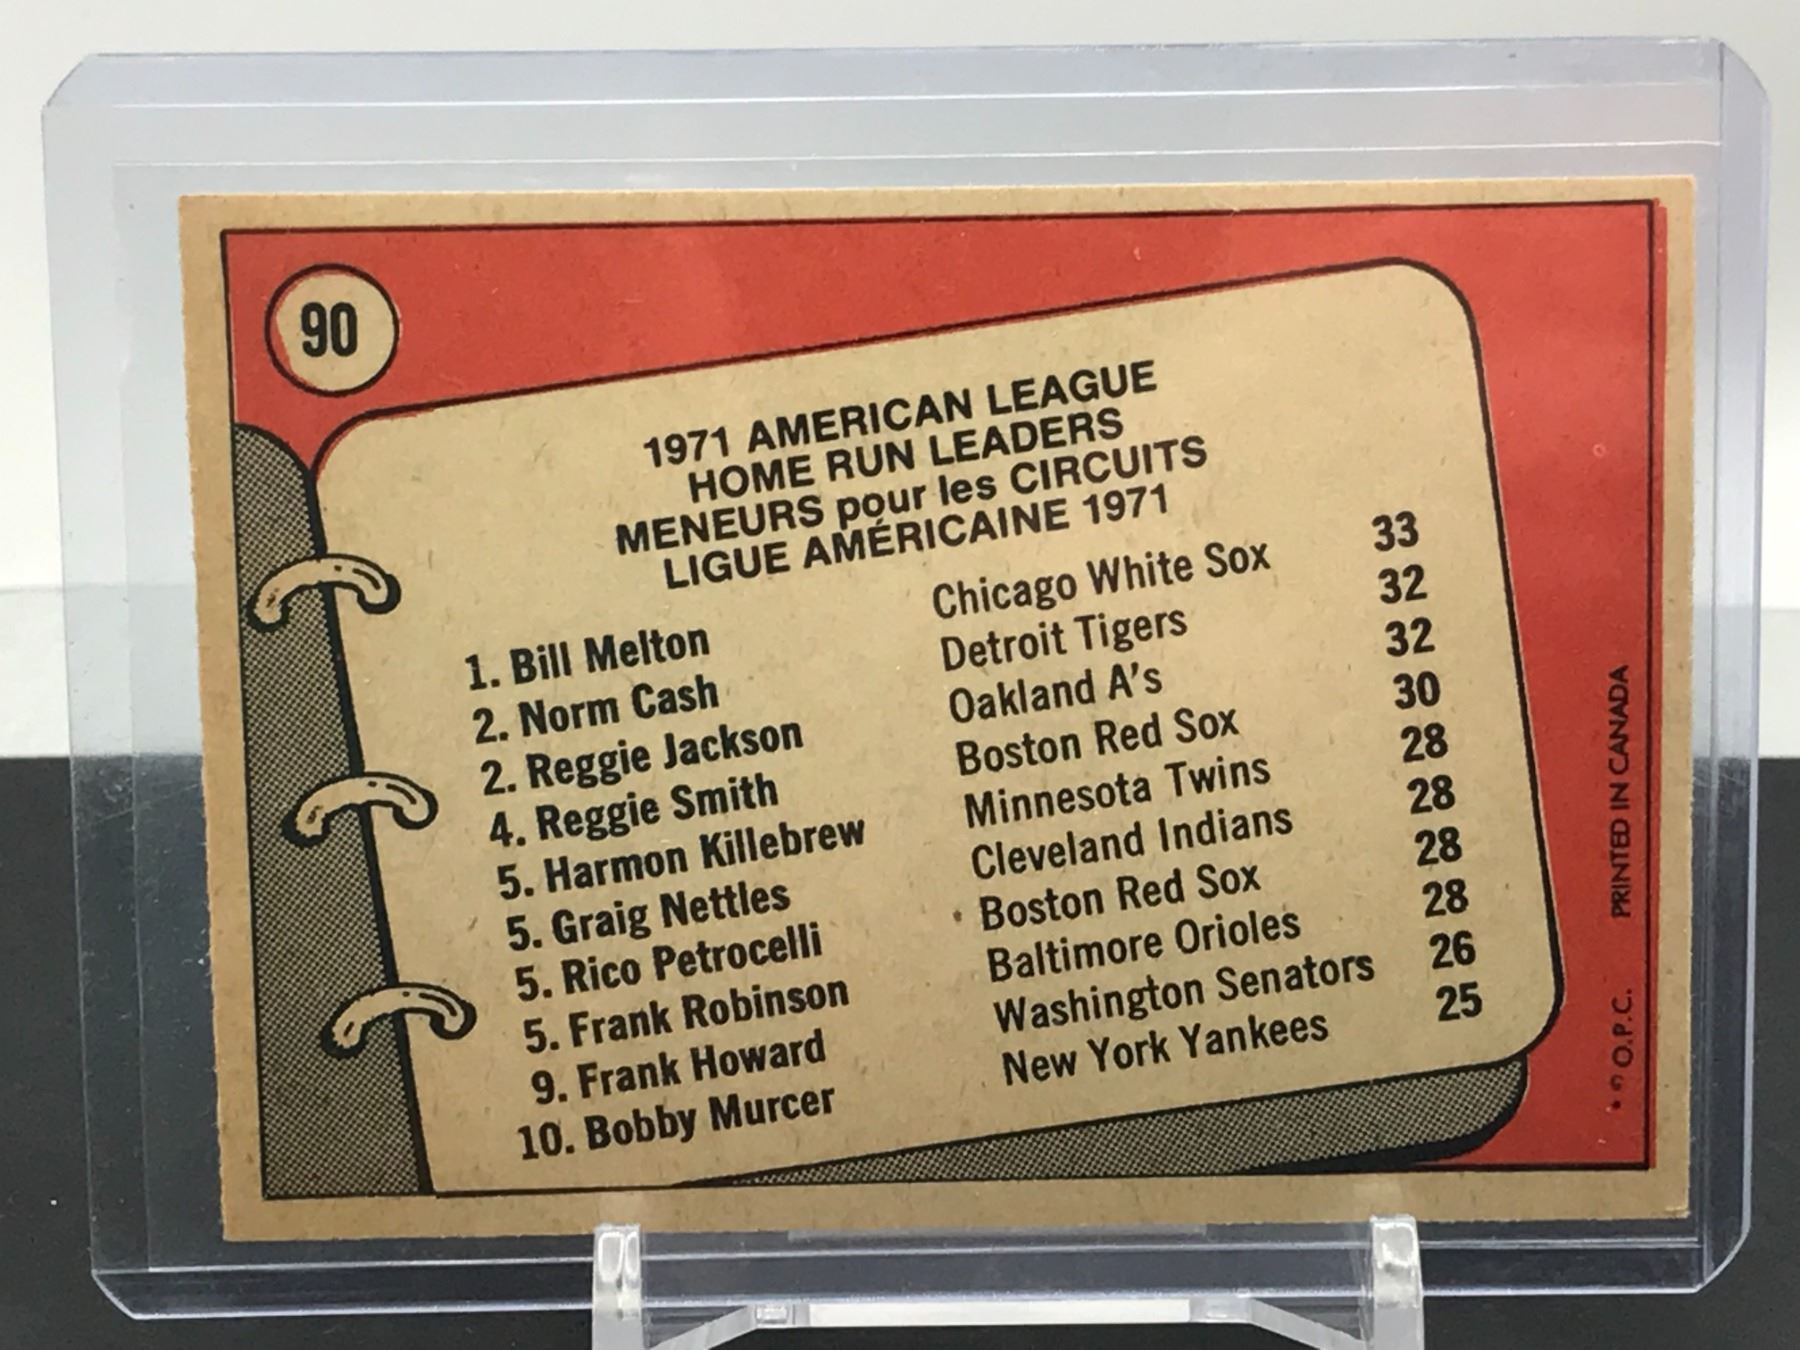 90
1971 AMERICAN LEAGUE
HOME RUN LEADERS
MENEURS pour les CIRCUITS
LIGUE AMÉRICAINE 1971
1. Bill Melton Chicago White Sox 33
2. Norm Cash Detroit Tigers 32
2. Reggie Jackson Oakland A's 32
4. Reggie Smith Boston Red Sox 30
5. Harmon Killebrew Minnesota Twins 28
5. Graig Nettles Cleveland Indians 28
5. Rico Petrocelli Boston Red Sox 28
5. Frank Robinson Baltimore Orioles 28
9. Frank Howard Washington Senators 26
10. Bobby Murcer New York Yankees 25
* © O.P.C. PRINTED IN CANADA